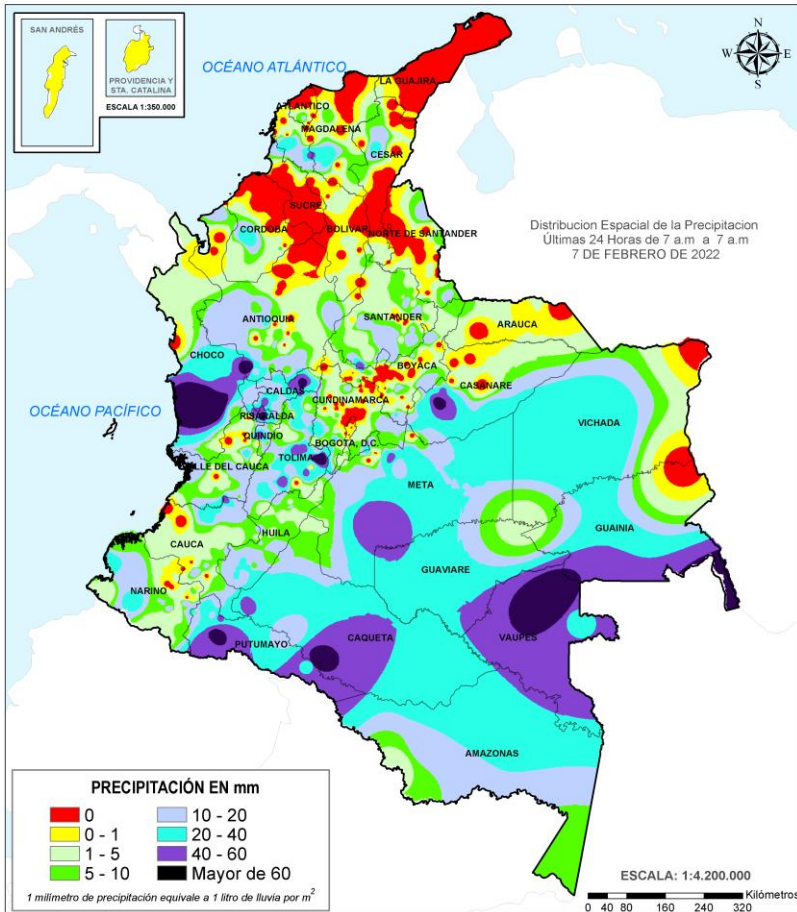 SAN ANDRÉS
PROVIDENCIA Y
STA. CATALINA
ESCALA 1:350.000
OCÉANO ATLÁNTICO
N
W
E
S
LA GUAJIRA
ATLANTICO
MAGDALENA
CESAR
SUCRE
CORDOBA
BOLIVAR
NORTE DE SANTANDER
Distribucion Espacial de la Precipitacion
Últimas 24 Horas de 7 a.m a 7 a.m
7 DE FEBRERO DE 2022
ANTIOQUIA
SANTANDER
ARAUCA
CHOCO
BOYACA
CASANARE
CALDAS
CUNDINAMARCA
OCÉANO PACÍFICO
RISARALDA
VICHADA
QUINDIO
BOGOTA, D.C.
TOLIMA
VALLE DEL CAUCA
META
GUAINIA
HUILA
CAUCA
GUAVIARE
NARIÑO
PUTUMAYO
CAQUETA
VAUPES
AMAZONAS
PRECIPITACIÓN EN mm
0
10 - 20
0 - 1
20 - 40
1 - 5
40 - 60
5 - 10
Mayor de 60
1 milímetro de precipitación equivale a 1 litro de lluvia por m²
ESCALA: 1:4.200.000
Kilómetros
0 40 80 160 240 320